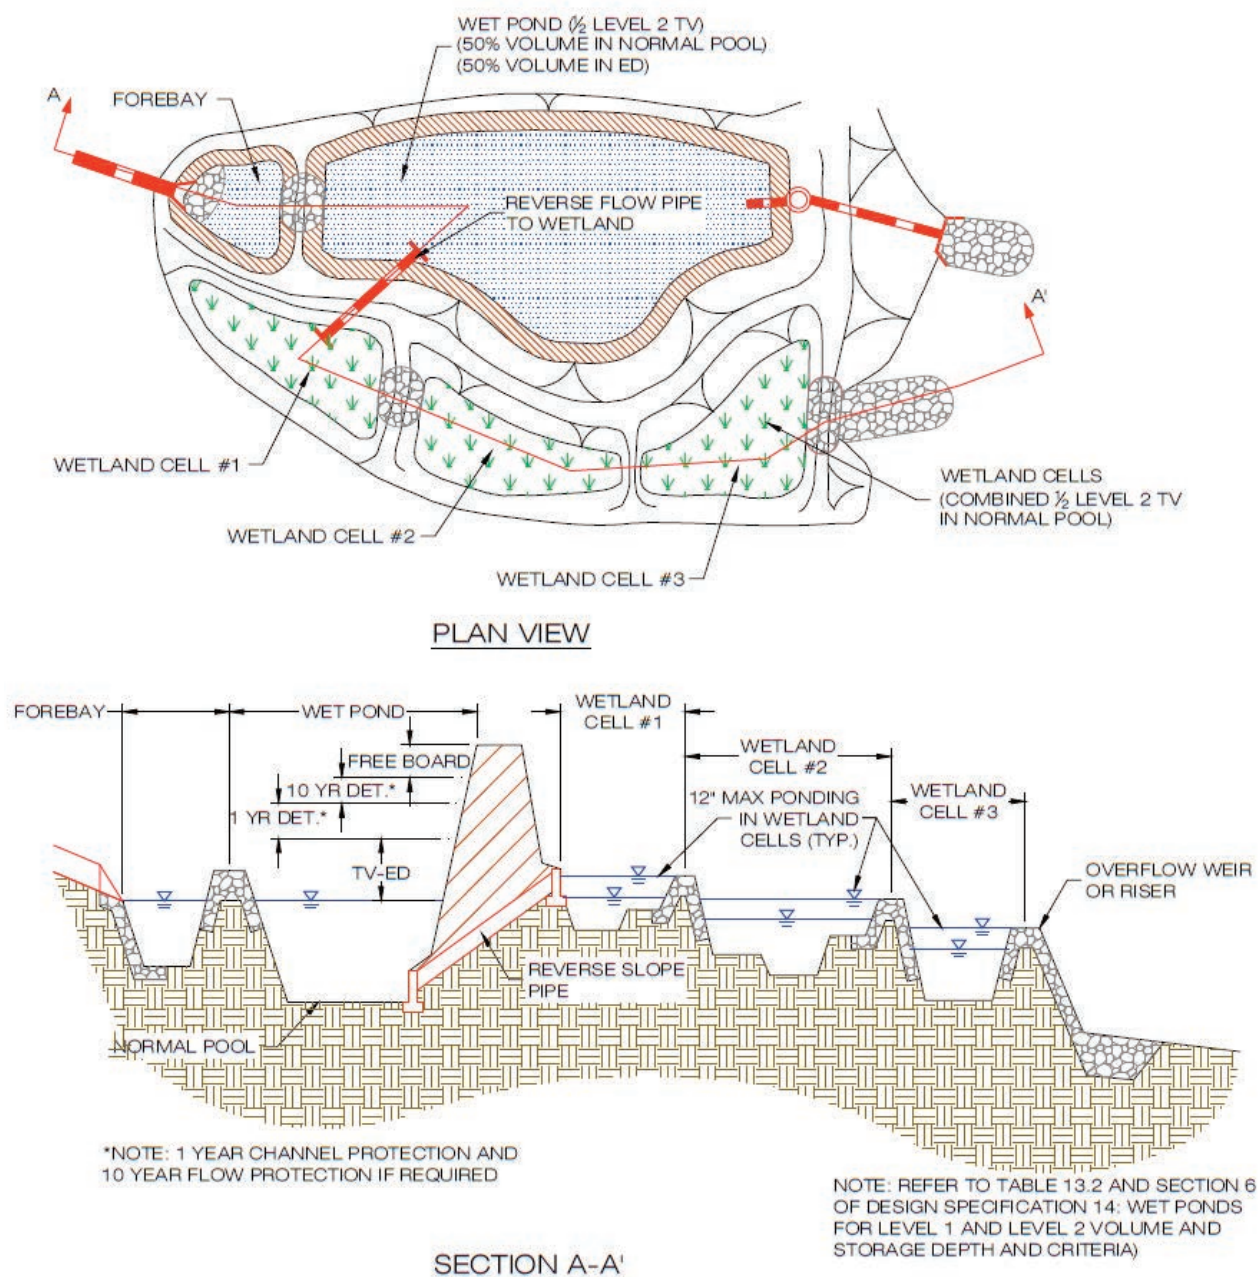 WET POND (½ LEVEL 2 TV)
(50% VOLUME IN NORMAL POOL)
(50% VOLUME IN ED)
A
FOREBAY
REVERSE FLOW PIPE
TO WETLAND
A'
WETLAND CELL #1
WETLAND CELLS
(COMBINED ½ LEVEL 2 TV
IN NORMAL POOL)
WETLAND CELL #2
WETLAND CELL #3
PLAN VIEW
FOREBAY
WET POND
WETLAND
CELL #1
WETLAND
CELL #2
FREE BOARD
10 YR DET.*
1 YR DET.*
12" MAX PONDING
IN WETLAND
CELLS (TYP.)
WETLAND
CELL #3
TV-ED
OVERFLOW WEIR
OR RISER
REVERSE SLOPE
PIPE
NORMAL POOL
*NOTE: 1 YEAR CHANNEL PROTECTION AND
10 YEAR FLOW PROTECTION IF REQUIRED
NOTE: REFER TO TABLE 13.2 AND SECTION 6
OF DESIGN SPECIFICATION 14: WET PONDS
FOR LEVEL 1 AND LEVEL 2 VOLUME AND
STORAGE DEPTH AND CRITERIA)
SECTION A-A'